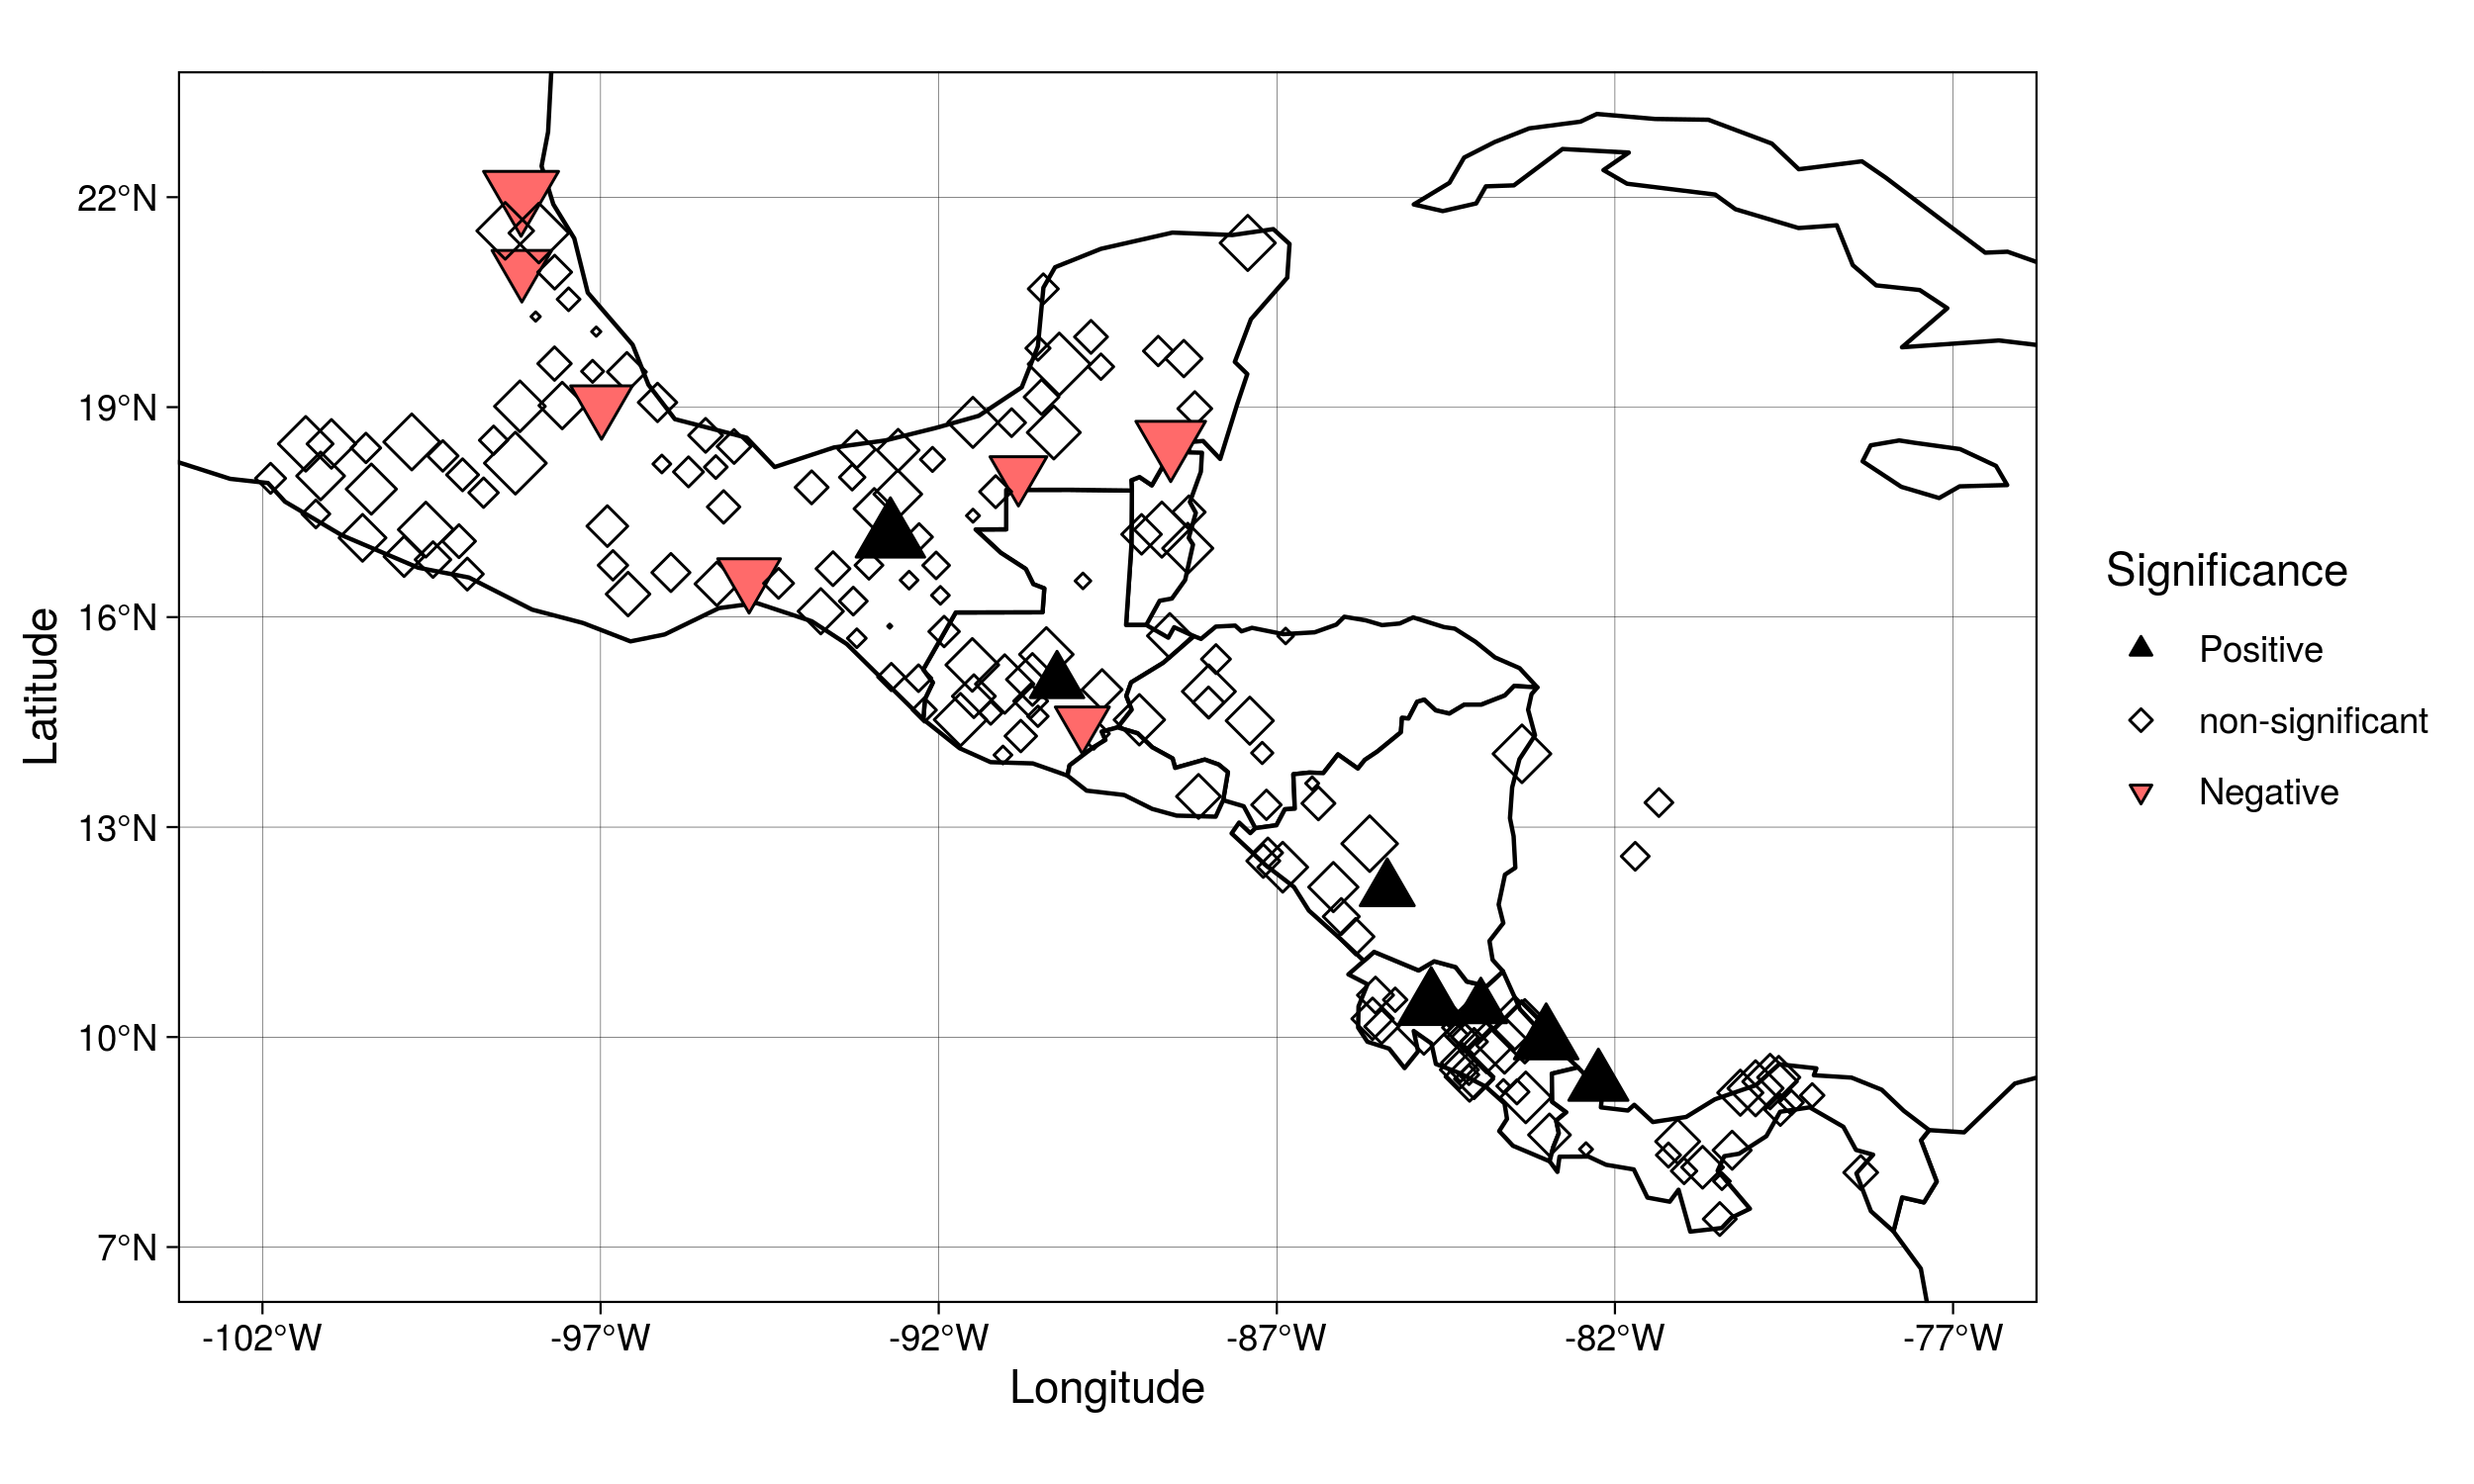 22°N
19°N
16°N
13°N
10°N
7°N
Latitude
-102°W
-97°W
-92°W
-87°W
-82°W
-77°W
Longitude
Significance
Positive
non-significant
Negative